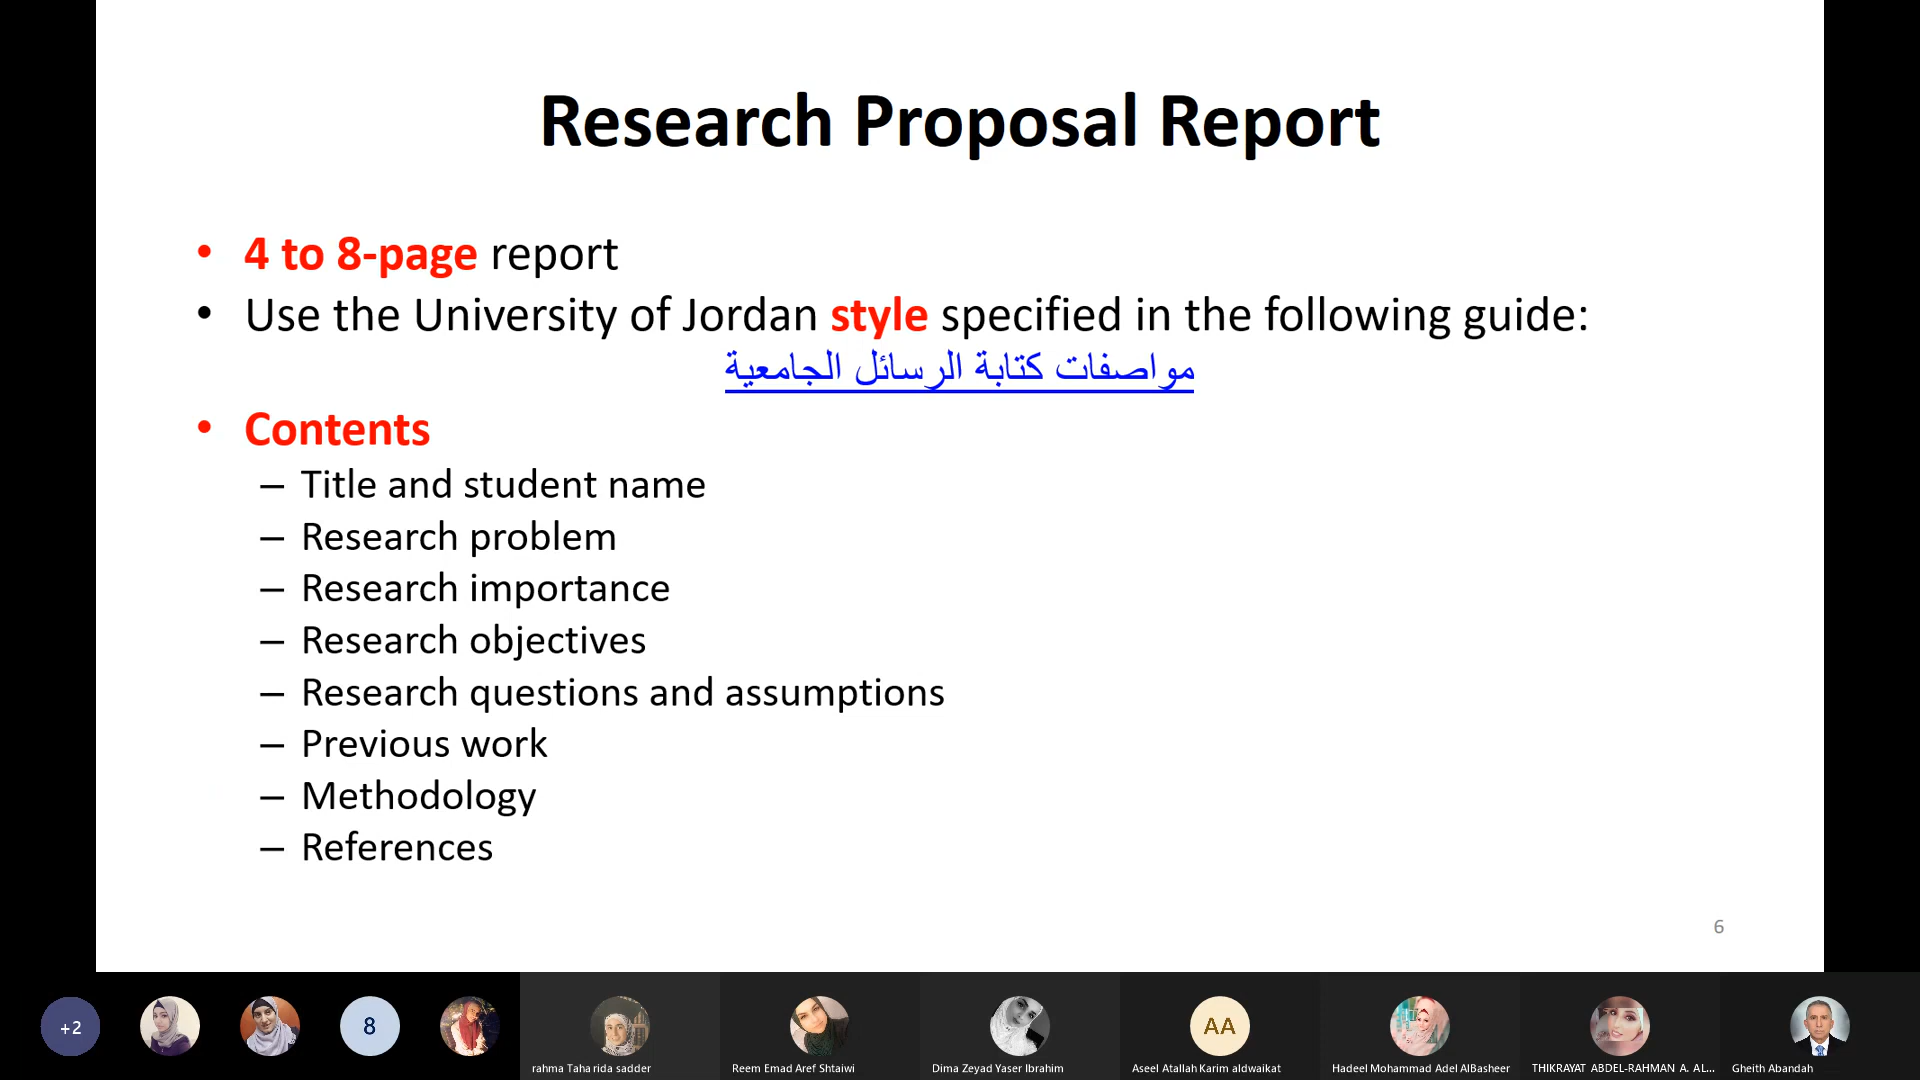 Research Proposal Report
• 4 to 8-page report
• Use the University of Jordan style specified in the following guide:
مواصفات كتابة الرسائل الجامعية
• Contents
– Title and student name
– Research problem
– Research importance
– Research objectives
– Research questions and assumptions
– Previous work
– Methodology
– References
6
+2
8
AA
rahma Taha rida sadder
Reem Emad Aref Shtaiwi
Dima Zeyad Yaser Ibrahim
Aseel Atallah Karim aldwaikat
Hadeel Mohammad Adel AlBasheer
THIKRAYAT ABDEL-RAHMAN A. AL...
Gheith Abandah